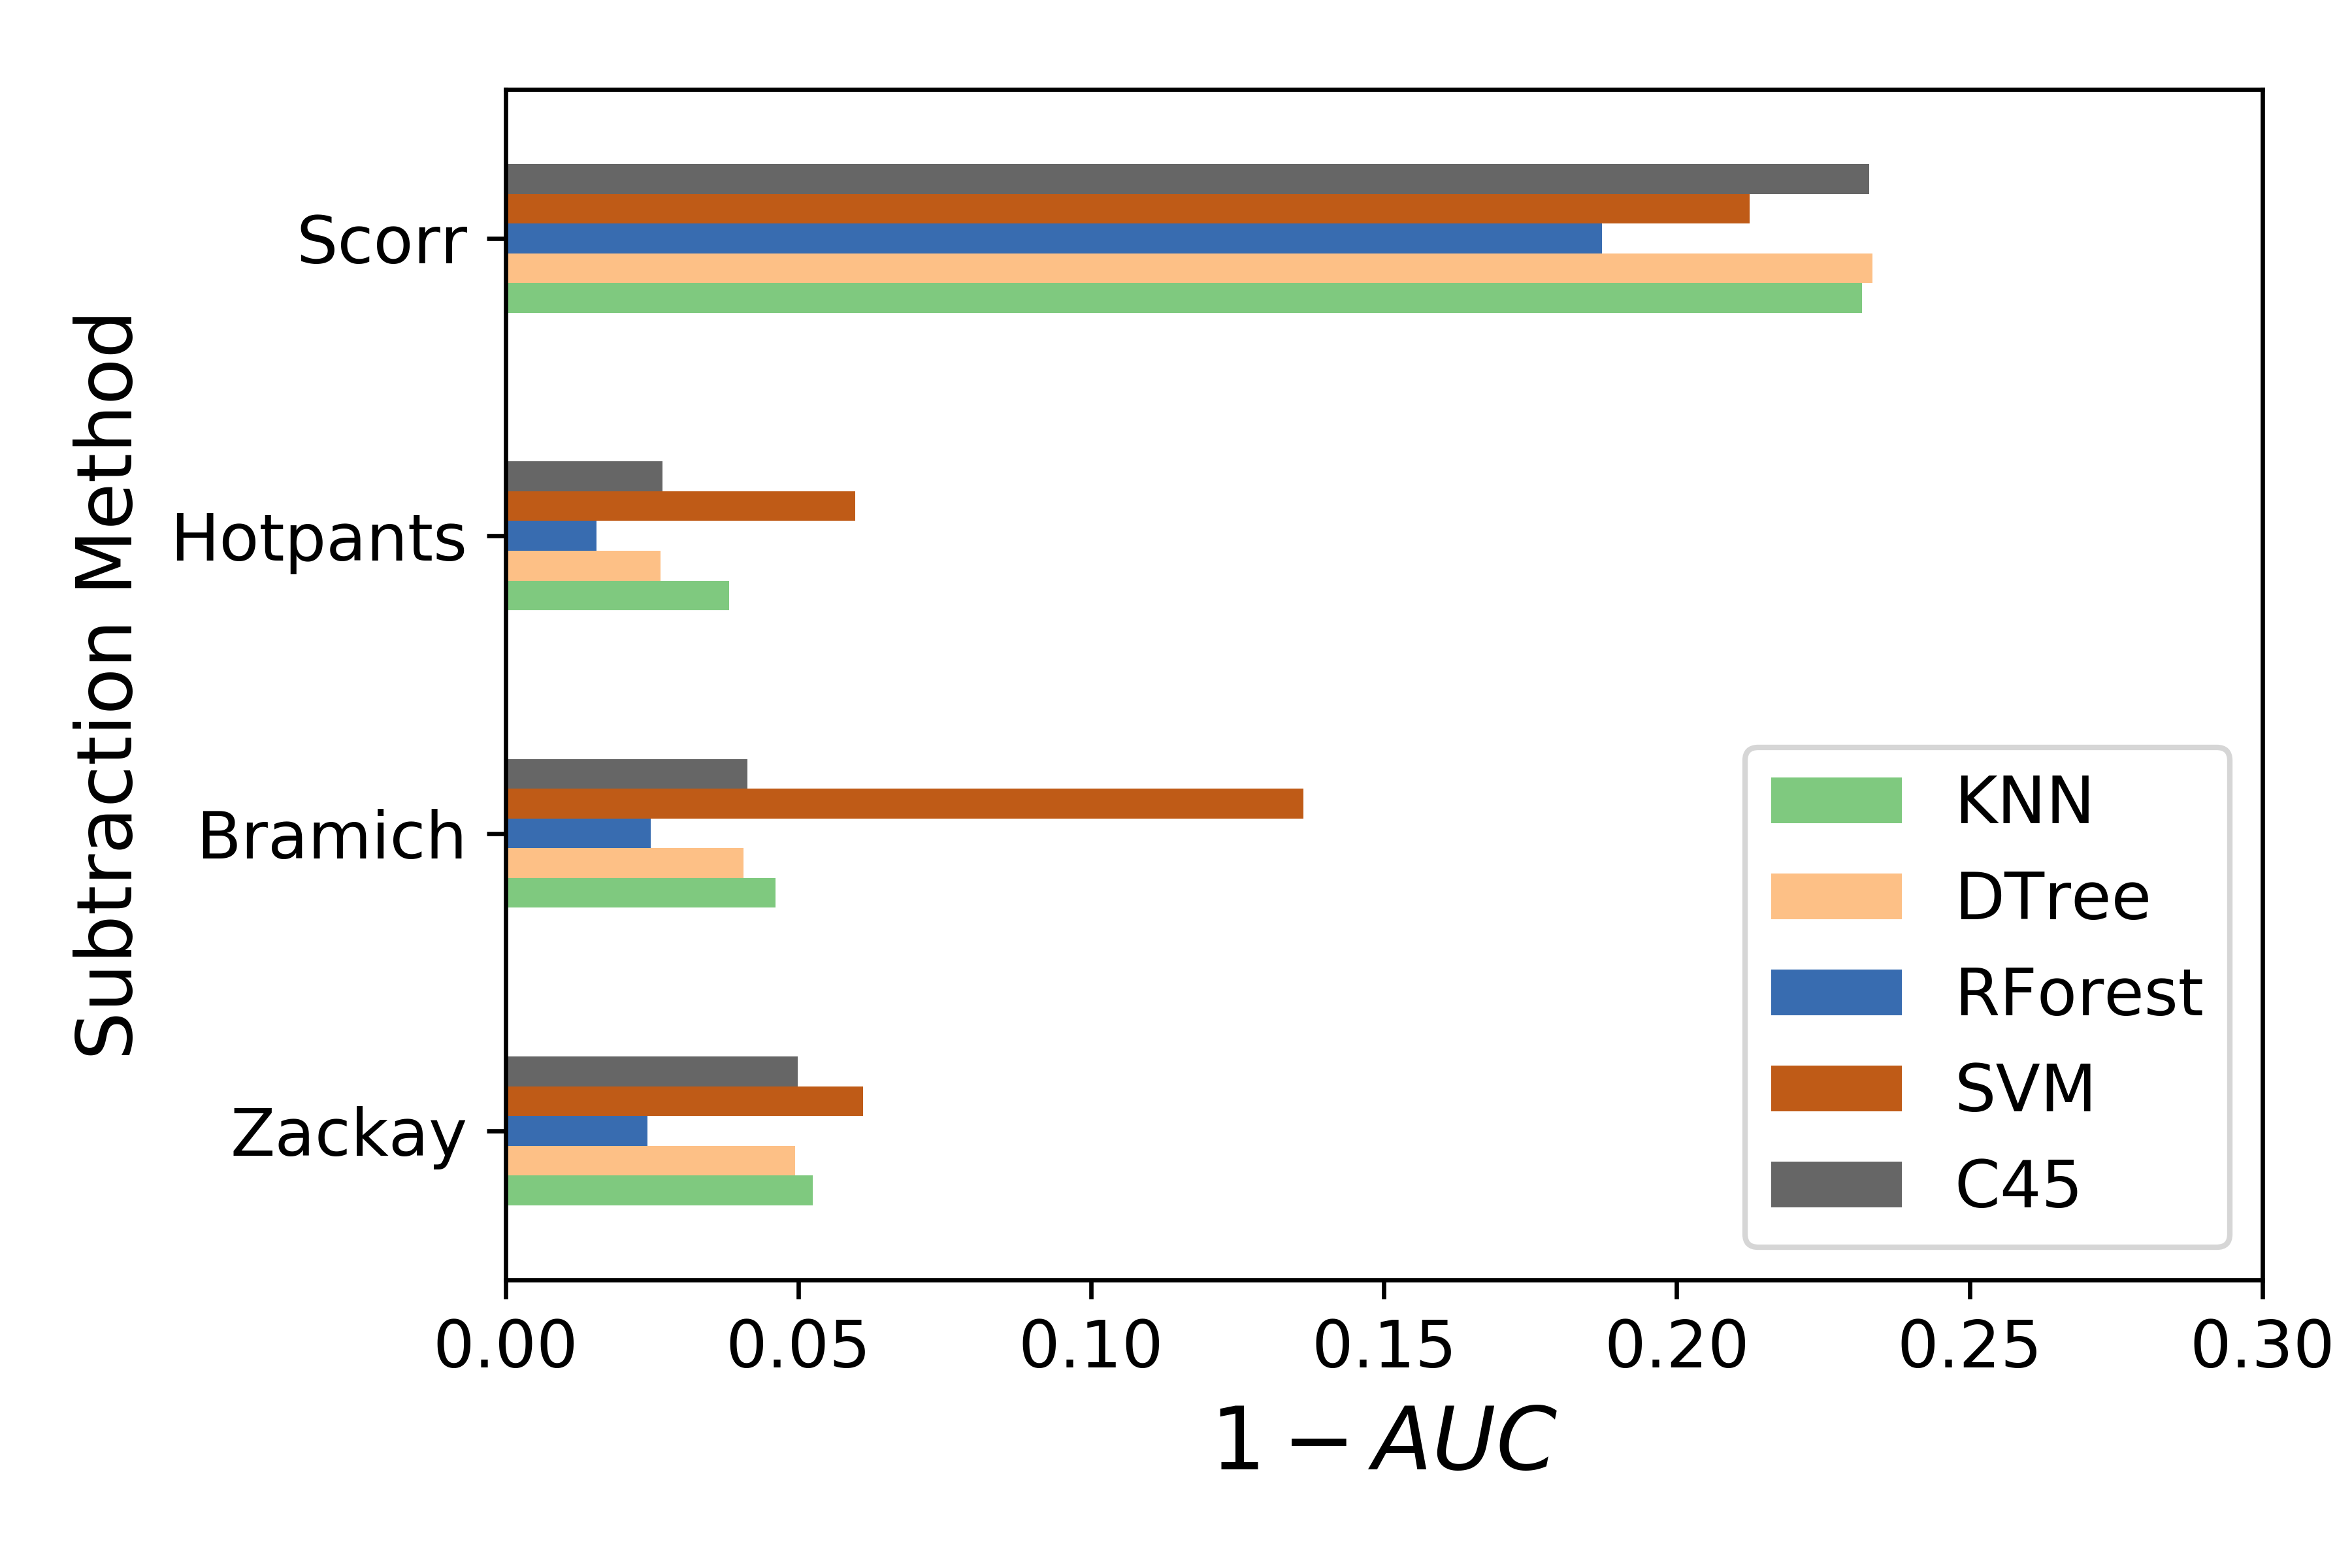 Subtraction Method
Scorr
Hotpants
Bramich
Zackay
KNN
DTree
RForest
SVM
C45
0.00 0.05 0.10 0.15 0.20 0.25 0.30
1 − AUC